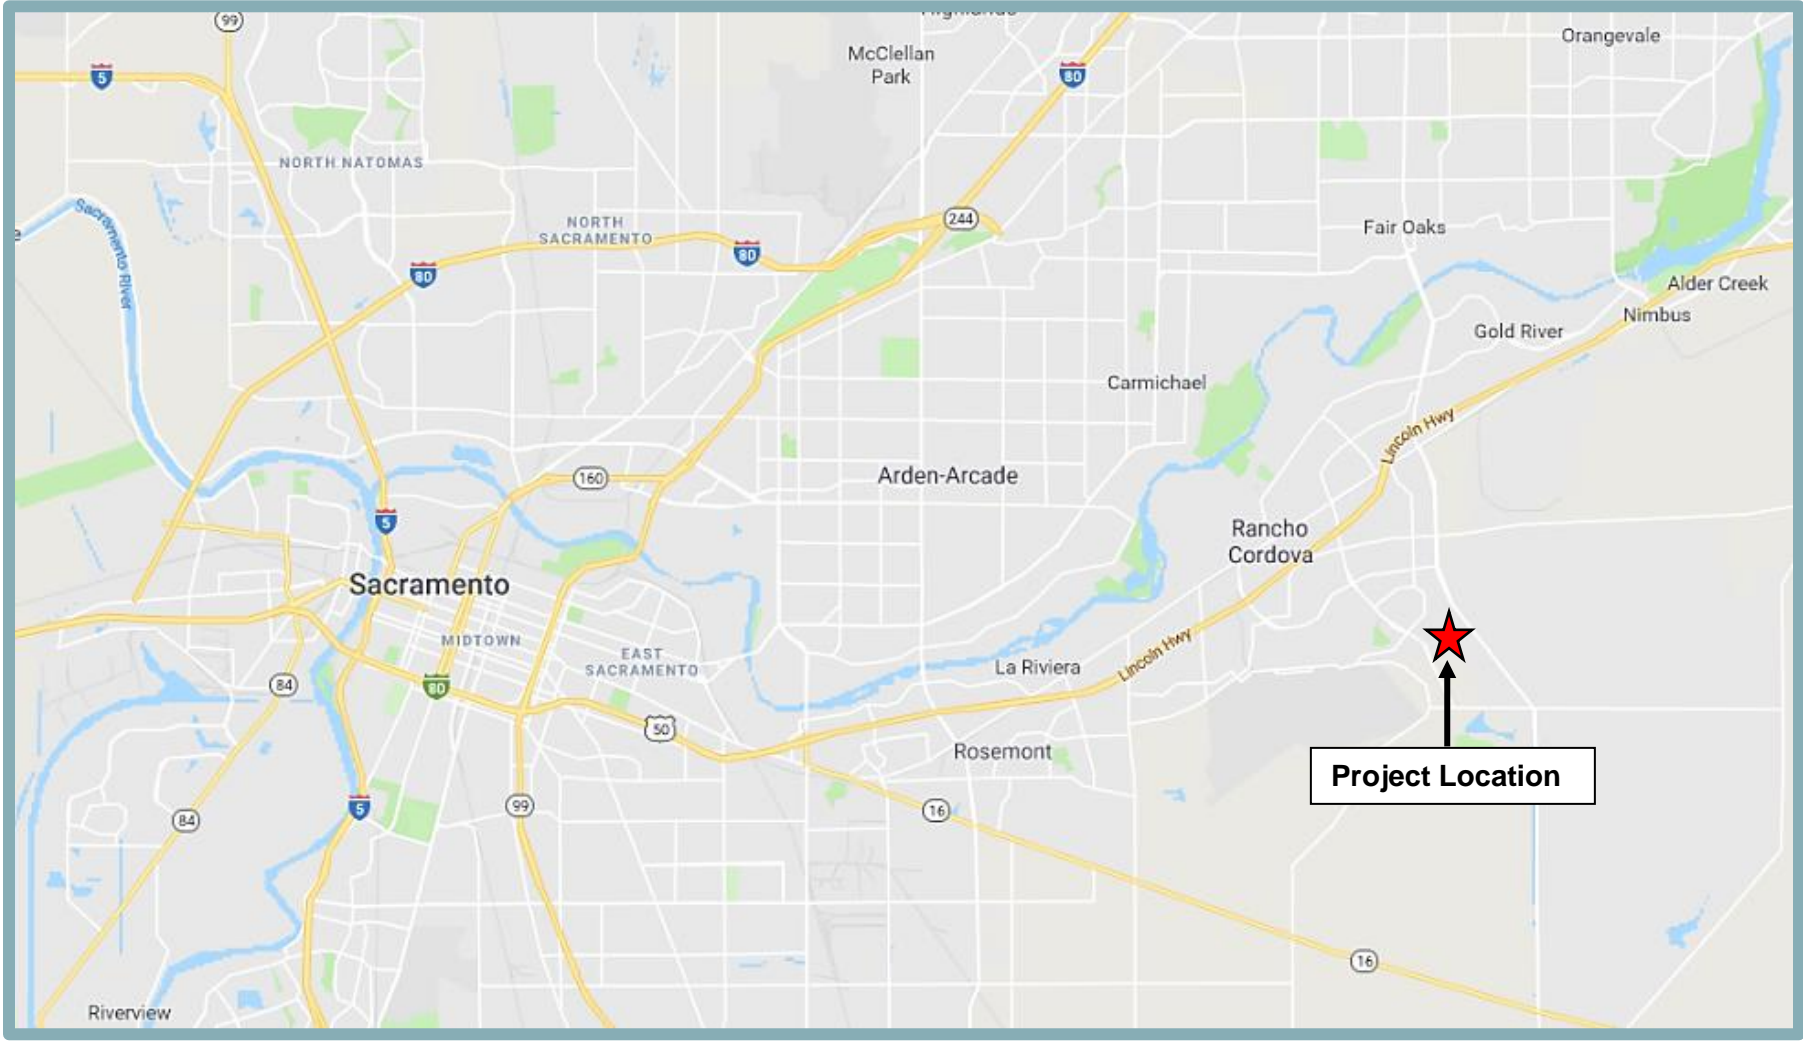 Highlands
99
Orangevale
McClellan
Park
5
80
NORTH NATOMAS
Sacramento River
NORTH
SACRAMENTO
244
Fair Oaks
e
80
80
Alder Creek
Nimbus
Gold River
Carmichael
Lincoln Hwy
160
Arden-Arcade
5
Rancho
Cordova
Sacramento
MIDTOWN
EAST
SACRAMENTO
Lincoln Hwy
La Riviera
84
80
50
Rosemont
Project Location
5
99
16
84
16
Riverview